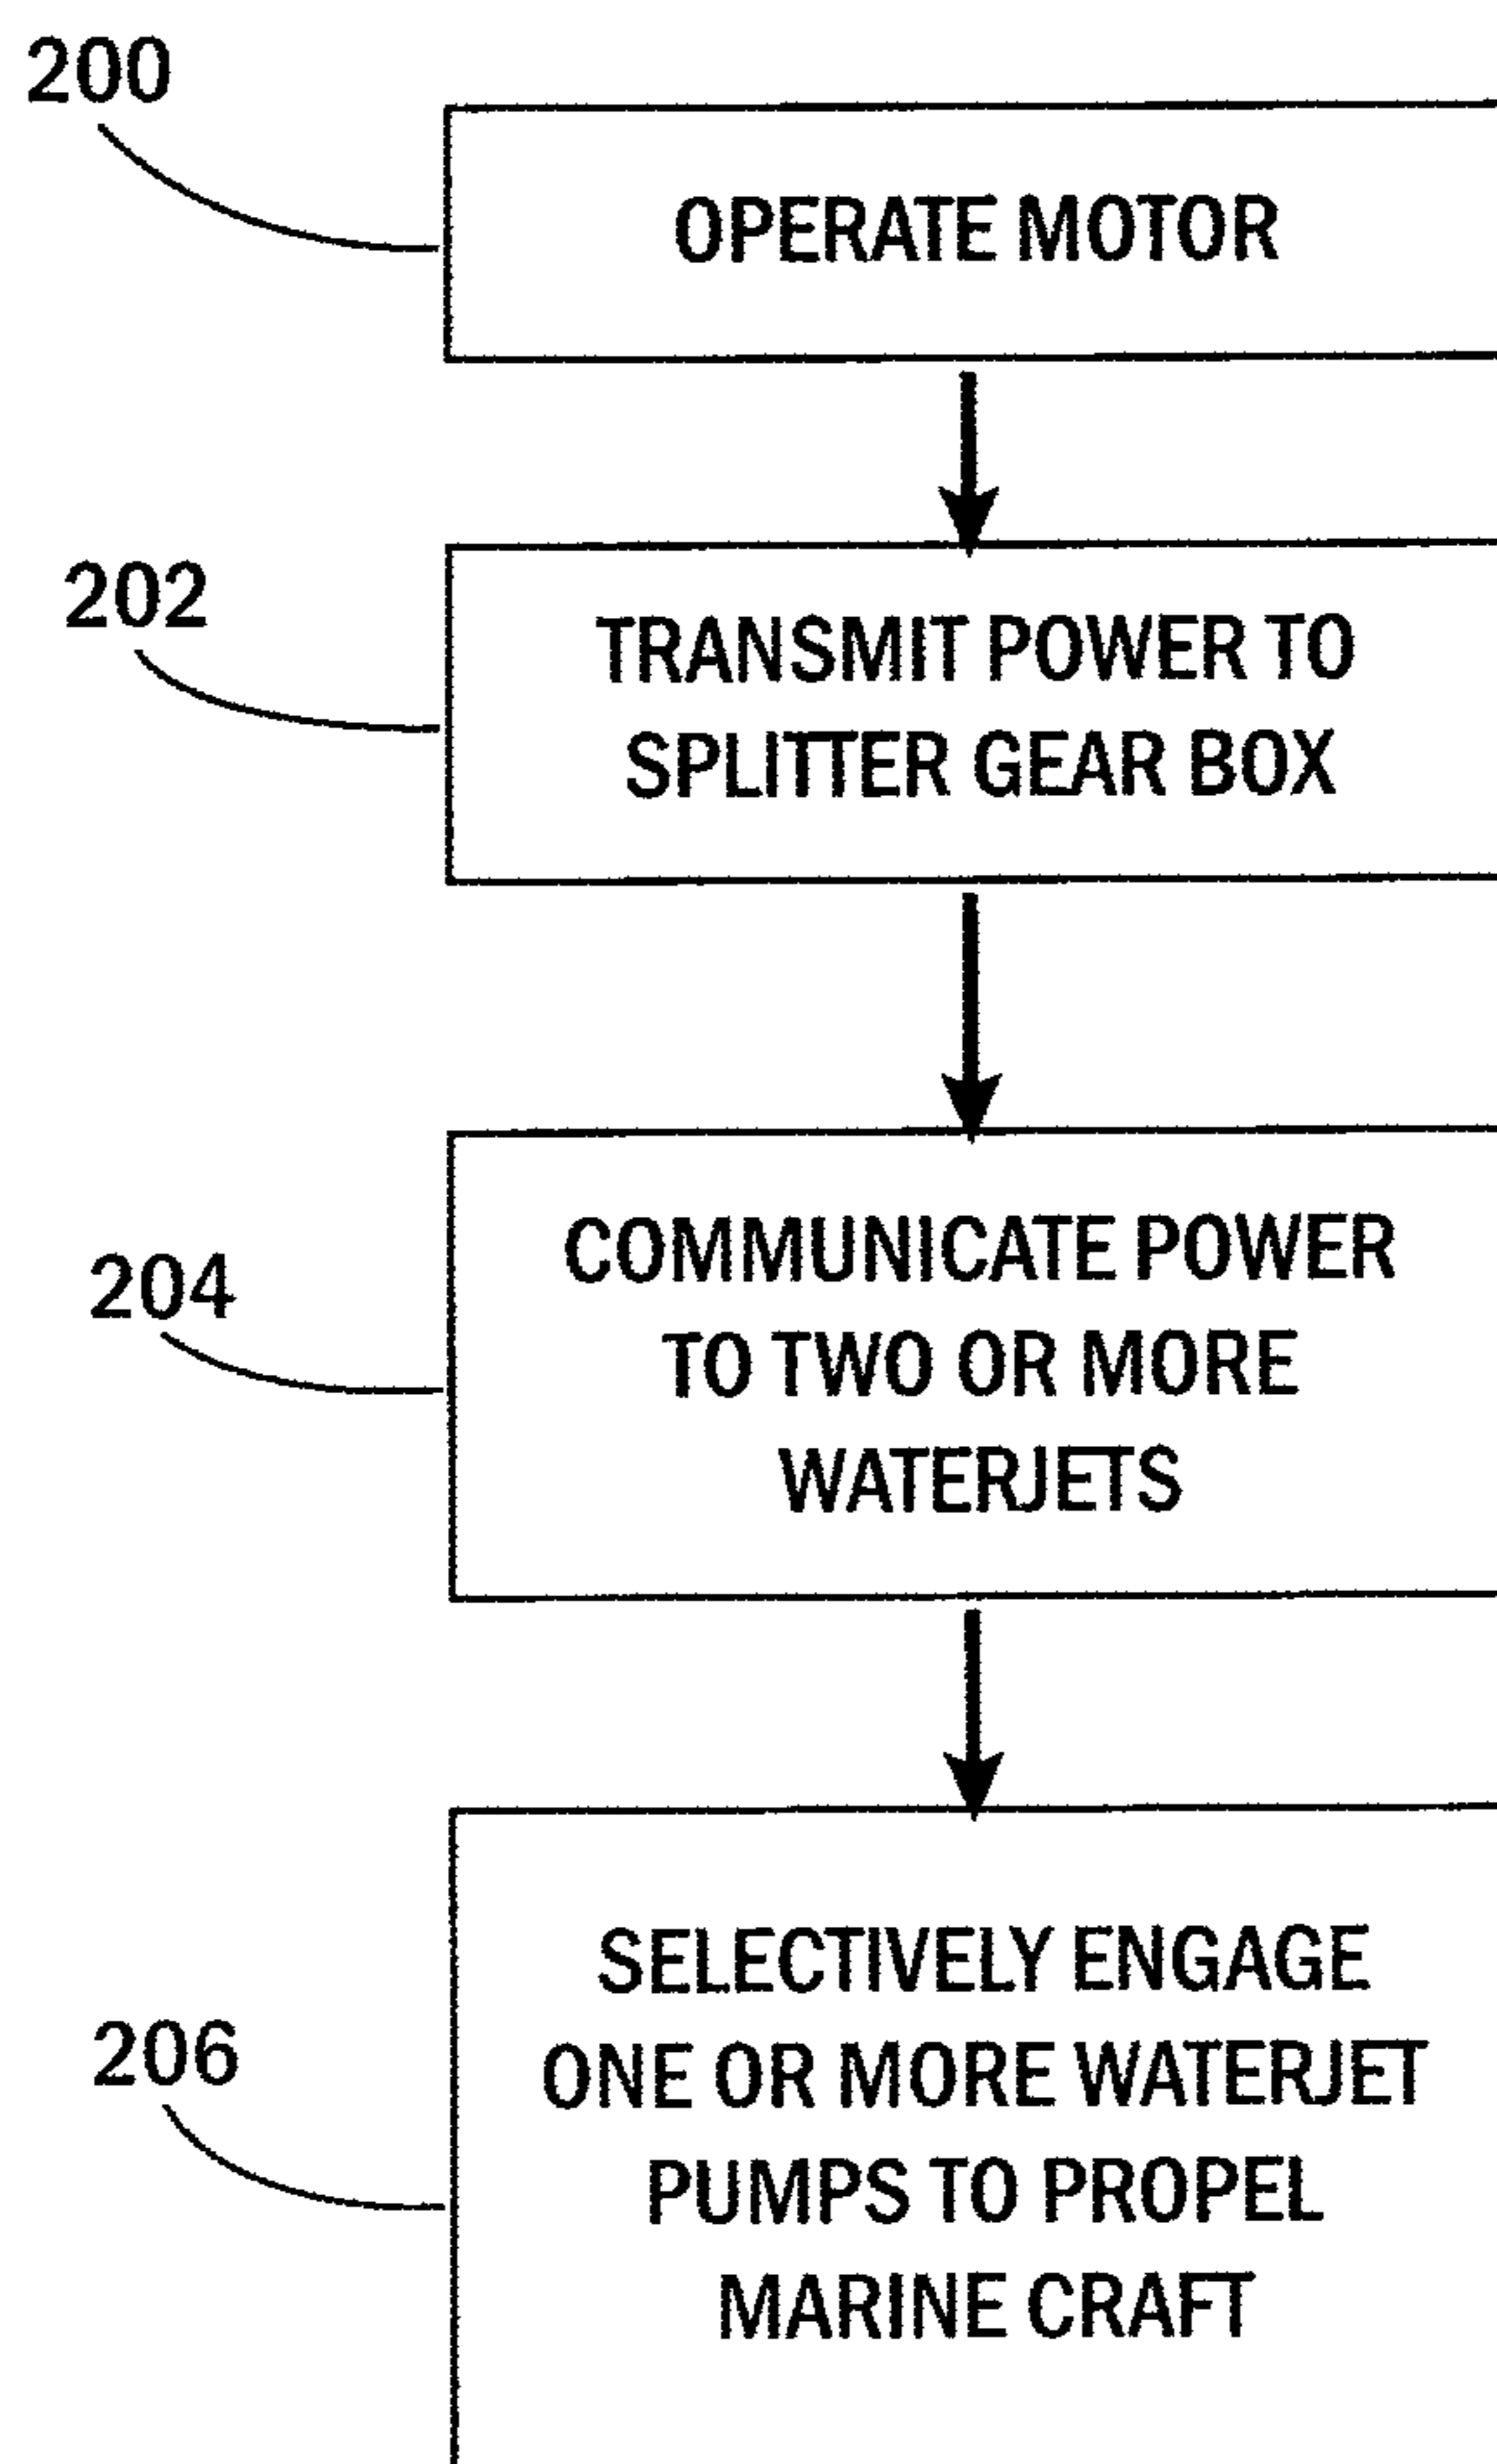 200
OPERATE MOTOR
202
TRANSMIT POWER TO
SPLITTER GEAR BOX
204
COMMUNICATE POWER
TO TWO OR MORE
WATERJETS
206
SELECTIVELY ENGAGE
ONE OR MORE WATERJET
PUMPS TO PROPEL
MARINE CRAFT